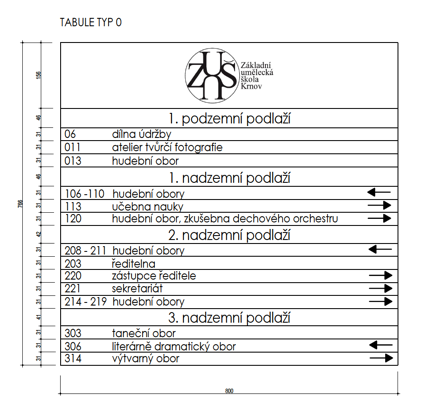 TABULE TYP 0
ZUŠ
Základní
umělecká
škola
Krnov
1. podzemní podlaží
06 dílna údržby
011 atelier tvůrčí fotografie
013 hudební obor
1. nadzemní podlaží
106 -110 hudební obory
113 učebna nauky
120 hudební obor, zkušebna dechového orchestru
2. nadzemní podlaží
208 - 211 hudební obory
203 ředitelna
220 zástupce ředitele
221 sekretariát
214 - 219 hudební obory
3. nadzemní podlaží
303 taneční obor
306 literárně dramatický obor
314 výtvarný obor
800